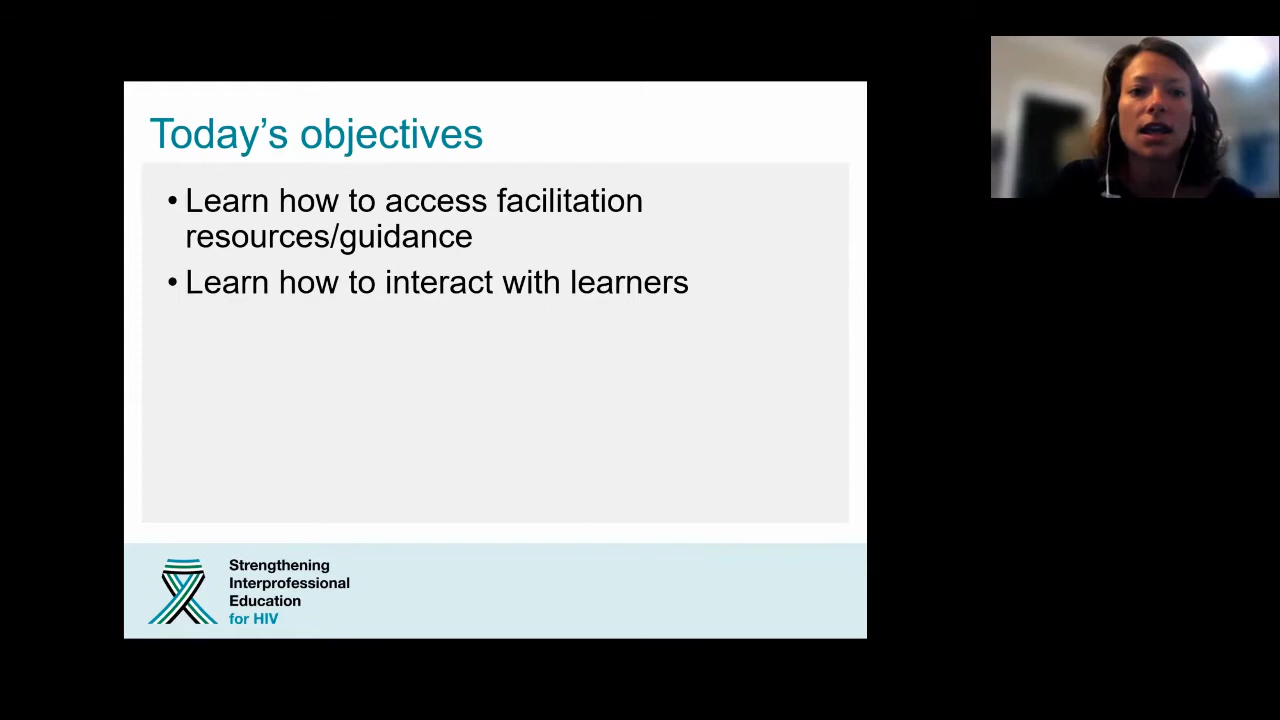 Today's objectives
• Learn how to access facilitation
resources/guidance
• Learn how to interact with learners
Strengthening
Interprofessional
Education
for HIV